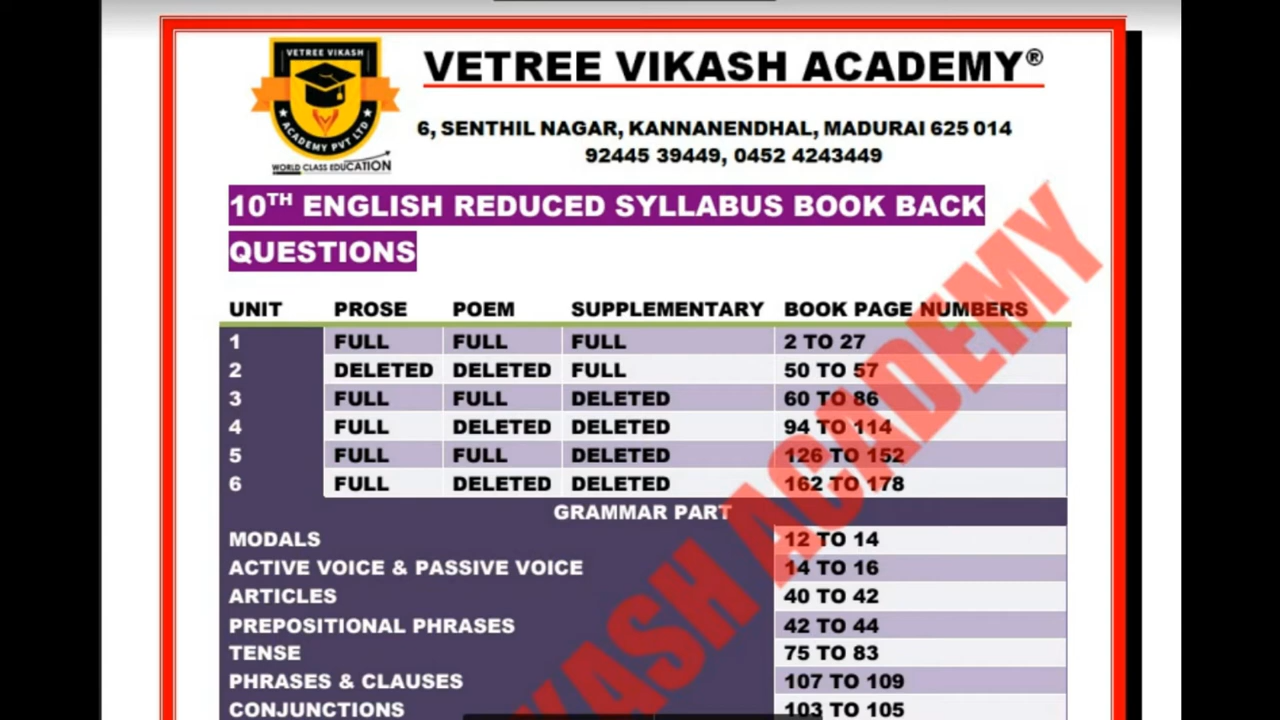 VETREE VIKASH
ACADEMY PVT LTD
WORLD CLASS EDUCATION
VETREE VIKASH ACADEMY®
6, SENTHIL NAGAR, KANNANENDHAL, MADURAI 625 014
92445 39449, 0452 4243449
10TH ENGLISH REDUCED SYLLABUS BOOK BACK
QUESTIONS
UNIT PROSE POEM SUPPLEMENTARY BOOK PAGE NUMBERS
1 FULL FULL FULL 2 TO 27
2 DELETED DELETED FULL 50 TO 57
3 FULL FULL DELETED 60 TO 86
4 FULL DELETED DELETED 94 TO 114
5 FULL FULL DELETED 126 TO 152
6 FULL DELETED DELETED 162 TO 178
GRAMMAR PART
MODALS 12 TO 14
ACTIVE VOICE & PASSIVE VOICE 14 TO 16
ARTICLES 40 TO 42
PREPOSITIONAL PHRASES 42 TO 44
TENSE 75 TO 83
PHRASES & CLAUSES 107 TO 109
CONJUNCTIONS 103 TO 105
KASH ACADEMY